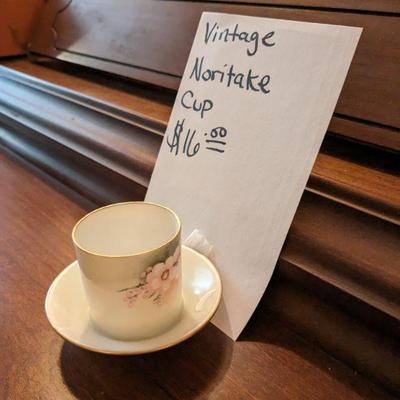 Vintage
Noritake
Cup
$16.00